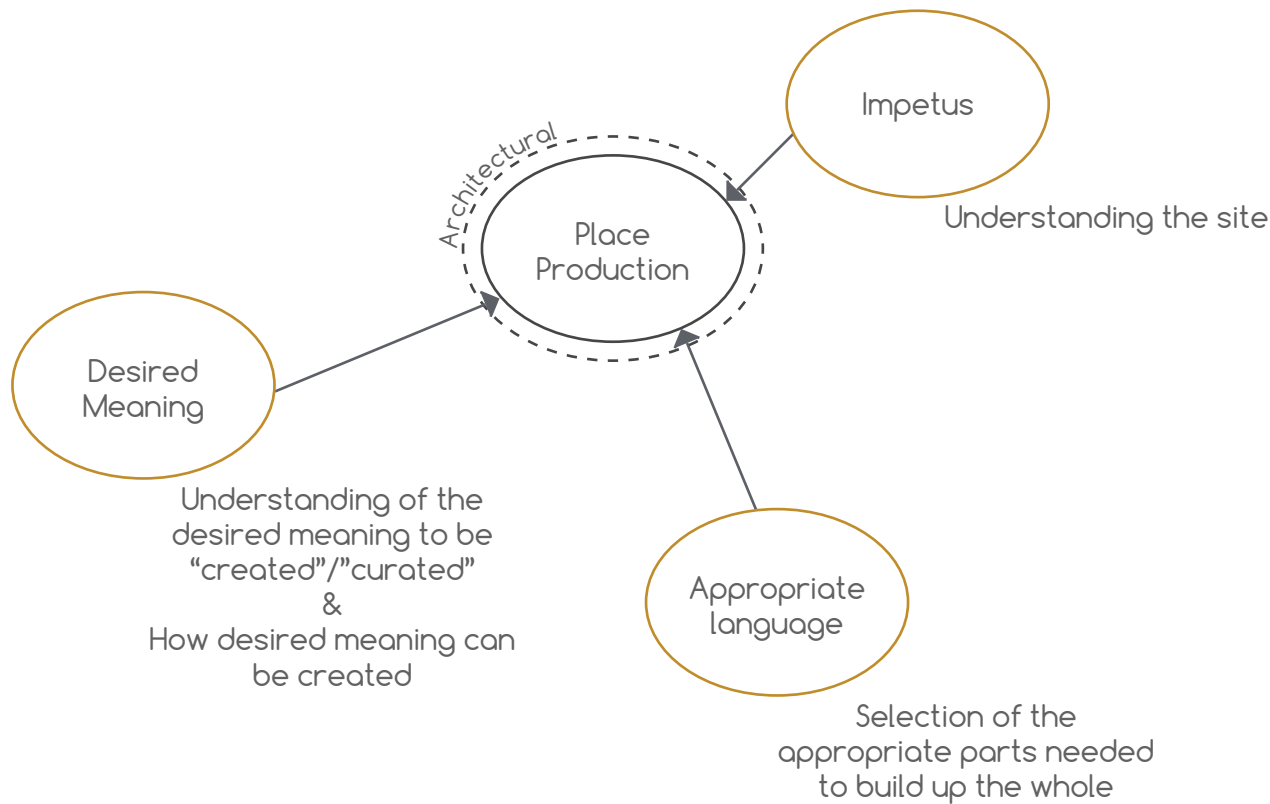 Impetus
Understanding the site
Architectural
Place
Production
Desired
Meaning
Understanding of the
desired meaning to be
“created”/”curated”
&
How desired meaning can
be created
Appropriate
language
Selection of the
appropriate parts needed
to build up the whole